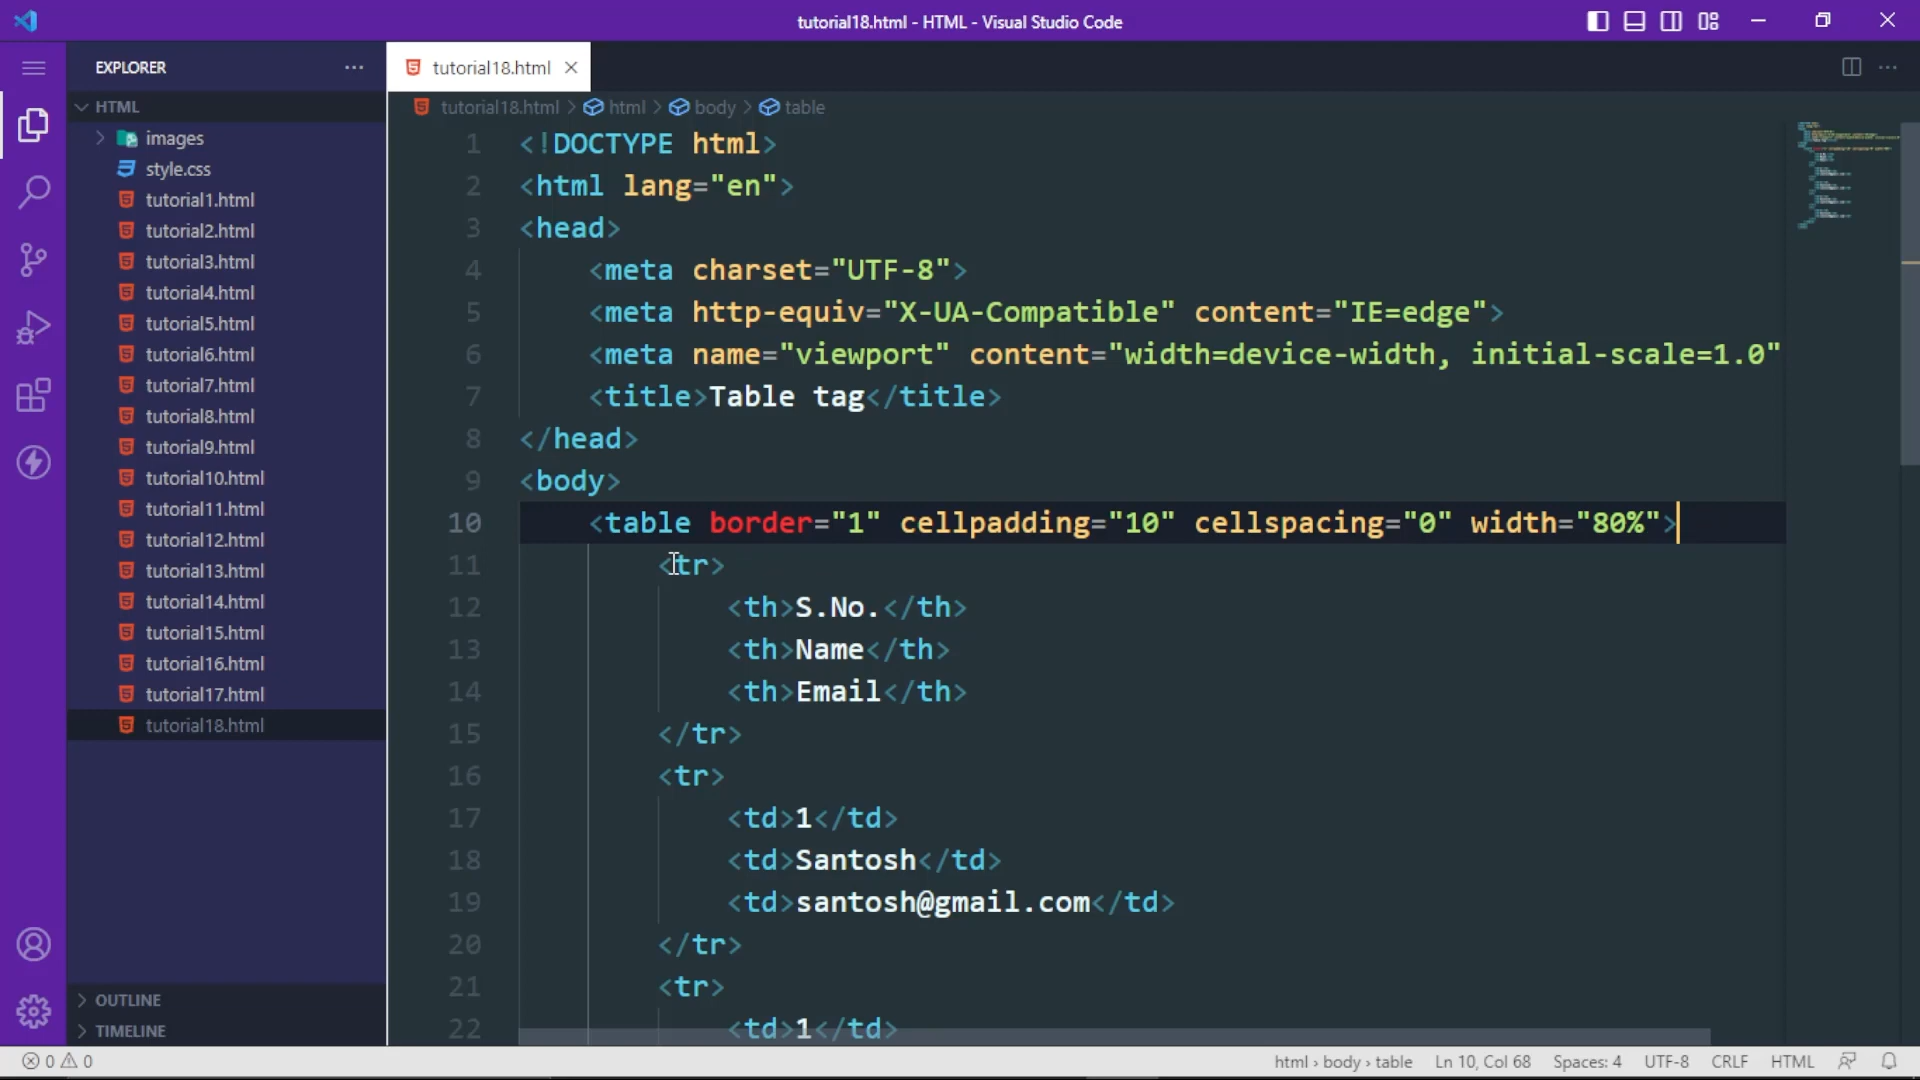 tutorial18.html - HTML - Visual Studio Code
EXPLORER
HTML
images
style.css
tutorial1.html
tutorial2.html
tutorial3.html
tutorial4.html
tutorial5.html
tutorial6.html
tutorial7.html
tutorial8.html
tutorial9.html
tutorial10.html
tutorial11.html
tutorial12.html
tutorial13.html
tutorial14.html
tutorial15.html
tutorial16.html
tutorial17.html
tutorial18.html
OUTLINE
TIMELINE
tutorial18.html
tutorial18.html > html > body > table
1 <!DOCTYPE html>
2 <html lang="en">
3 <head>
4 <meta charset="UTF-8">
5 <meta http-equiv="X-UA-Compatible" content="IE=edge">
6 <meta name="viewport" content="width=device-width, initial-scale=1.0"
7 <title>Table tag</title>
8 </head>
9 <body>
10 <table border="1" cellpadding="10" cellspacing="0" width="80%">
11 <tr>
12 <th>S.No.</th>
13 <th>Name</th>
14 <th>Email</th>
15 </tr>
16 <tr>
17 <td>1</td>
18 <td>Santosh</td>
19 <td>santosh@gmail.com</td>
20 </tr>
21 <tr>
22 <td>1</td>
0 0
html > body > table Ln 10, Col 68 Spaces: 4 UTF-8 CRLF HTML